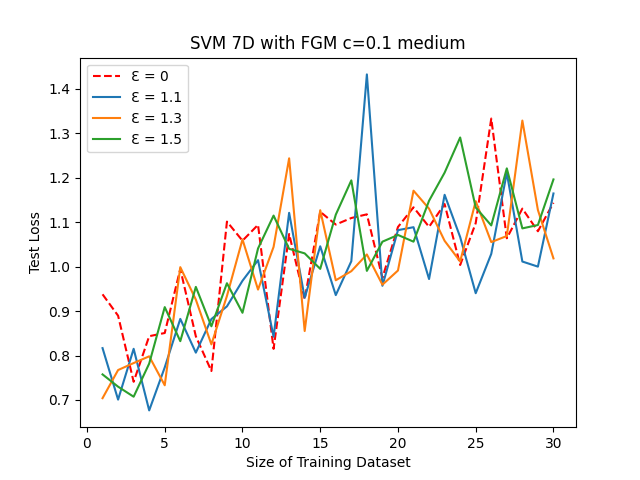 SVM 7D with FGM c=0.1 medium
Ɛ = 0
Ɛ = 1.1
Ɛ = 1.3
Ɛ = 1.5
1.4
1.3
1.2
1.1
1.0
0.9
0.8
0.7
Test Loss
0 5 10 15 20 25 30
Size of Training Dataset